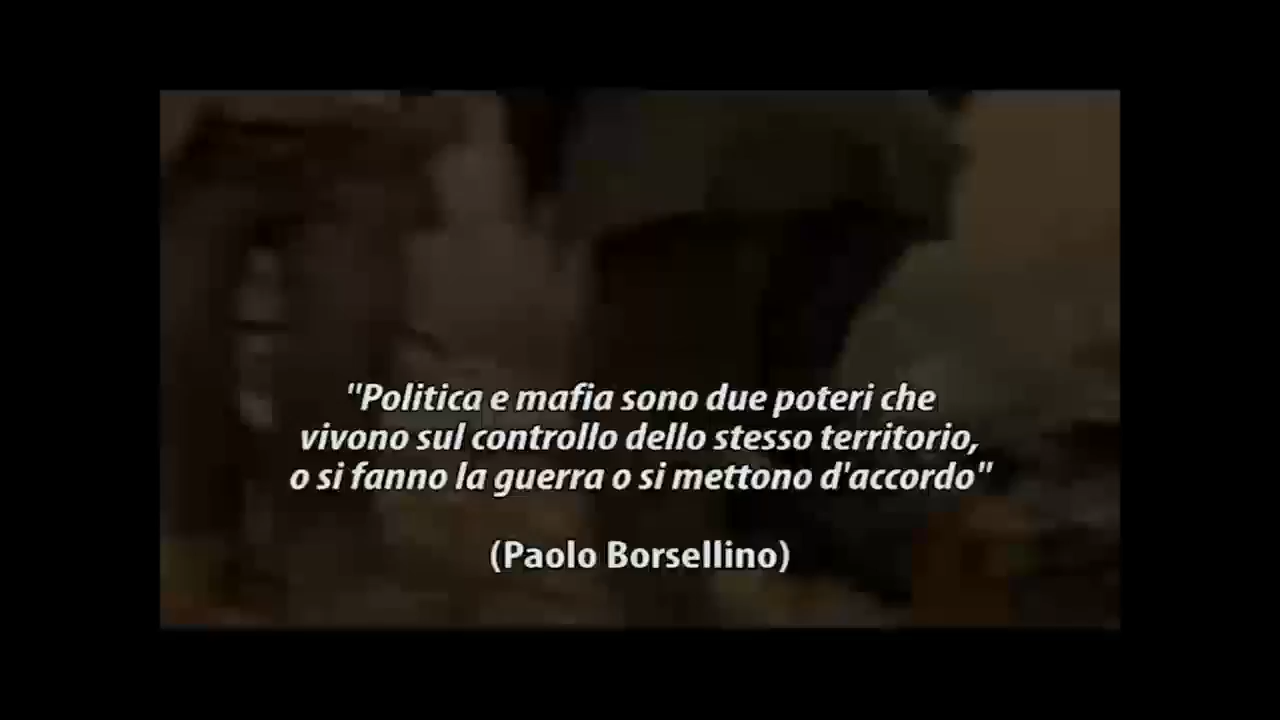 "Politica e mafia sono due poteri che
vivono sul controllo dello stesso territorio,
o si fanno la guerra o si mettono d'accordo"
(Paolo Borsellino)